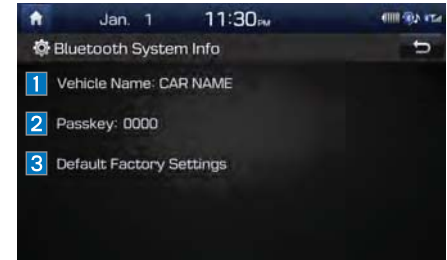 Jan. 1 11:30PM
Bluetooth System Info
1 Vehicle Name: CAR NAME
2 Passkey: 0000
3 Default Factory Settings